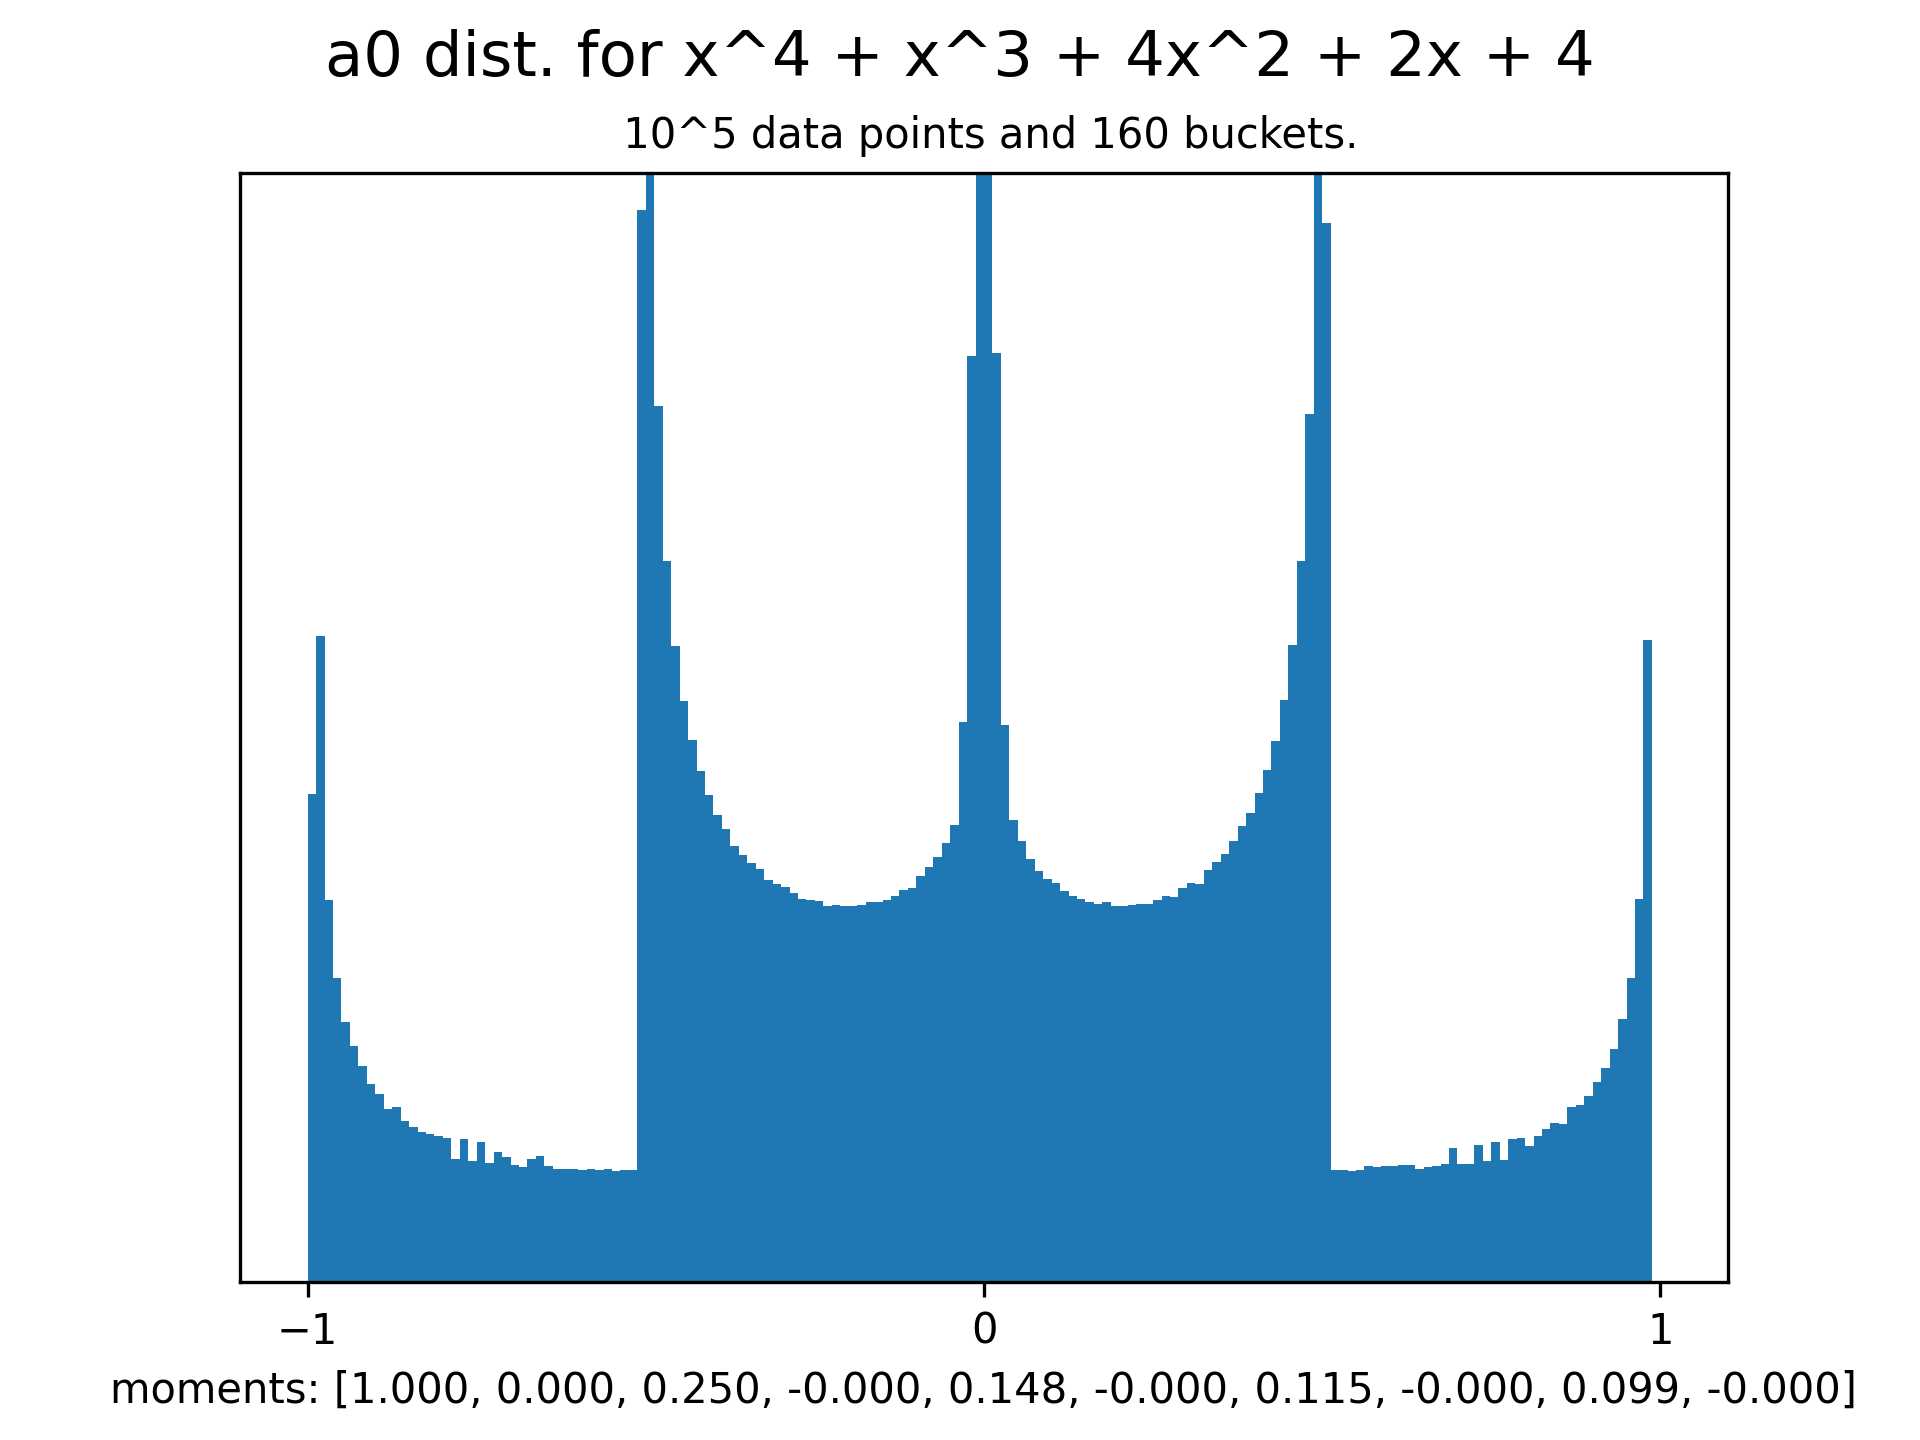 a0 dist. for x^4 + x^3 + 4x^2 + 2x + 4
10^5 data points and 160 buckets.
−1 0 1
moments: [1.000, 0.000, 0.250, -0.000, 0.148, -0.000, 0.115, -0.000, 0.099, -0.000]